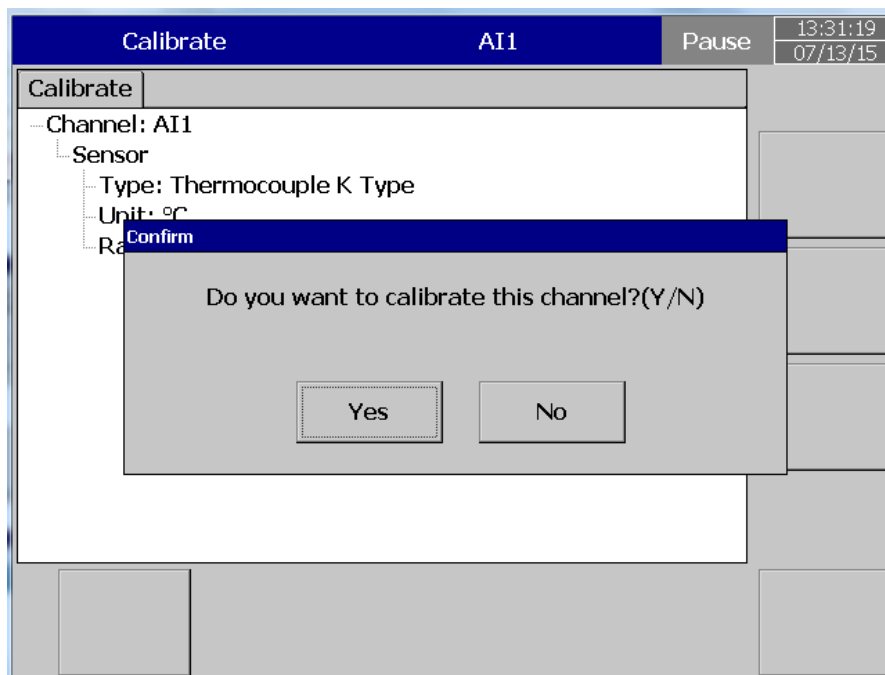 Calibrate AI1 Pause 13:31:19
07/13/15
Calibrate
Channel: AI1
Sensor
Type: Thermocouple K Type
Unit: °C
Ra
Confirm
Do you want to calibrate this channel?(Y/N)
Yes No